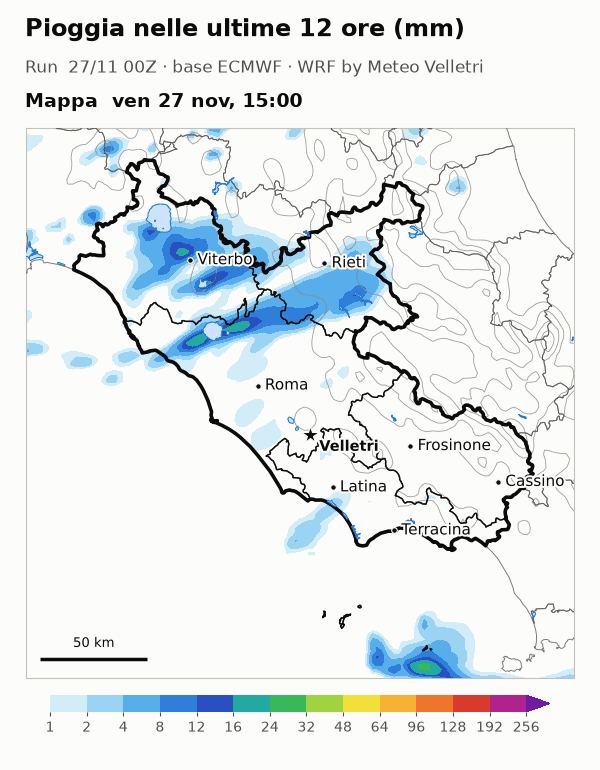 Pioggia nelle ultime 12 ore (mm)
Run  27/11 00Z · base ECMWF · WRF by Meteo Velletri
Mappa  ven 27 nov, 15:00
Viterbo
Rieti
Roma
Velletri
Frosinone
Latina
Cassino
Terracina
50 km
1 2 4 8 12 16 24 32 48 64 96 128 192 256